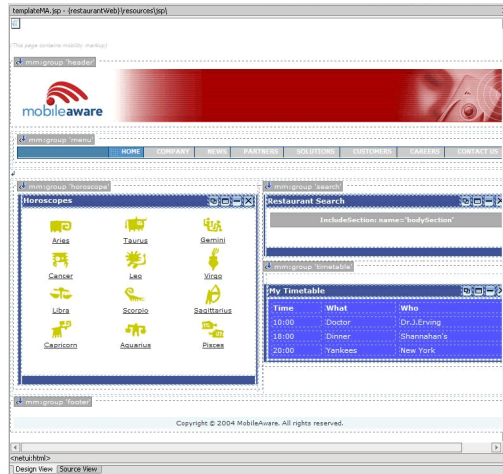 templateMA.jsp - {restaurantWeb}\resources\jsp\
(This page contains mobility markup)
mm:group 'header'
mobileaware
mm:group 'menu'
HOME COMPANY NEWS PARTNERS SOLUTIONS CUSTOMERS CAREERS CONTACT US
mm:group 'horoscope'
Horoscopes
Aries Taurus Gemini
Cancer Leo Virgo
Libra Scorpio Sagittarius
Capricorn Aquarius Pisces
mm:group 'search'
Restaurant Search
IncludeSection: name='bodySection'
mm:group 'timetable'
My Timetable
Time What Who
10:00 Doctor Dr.J.Erving
18:00 Dinner Shannahan's
20:00 Yankees New York
mm:group 'footer'
Copyright © 2004 MobileAware. All rights reserved.
<netui:html>
Design View Source View